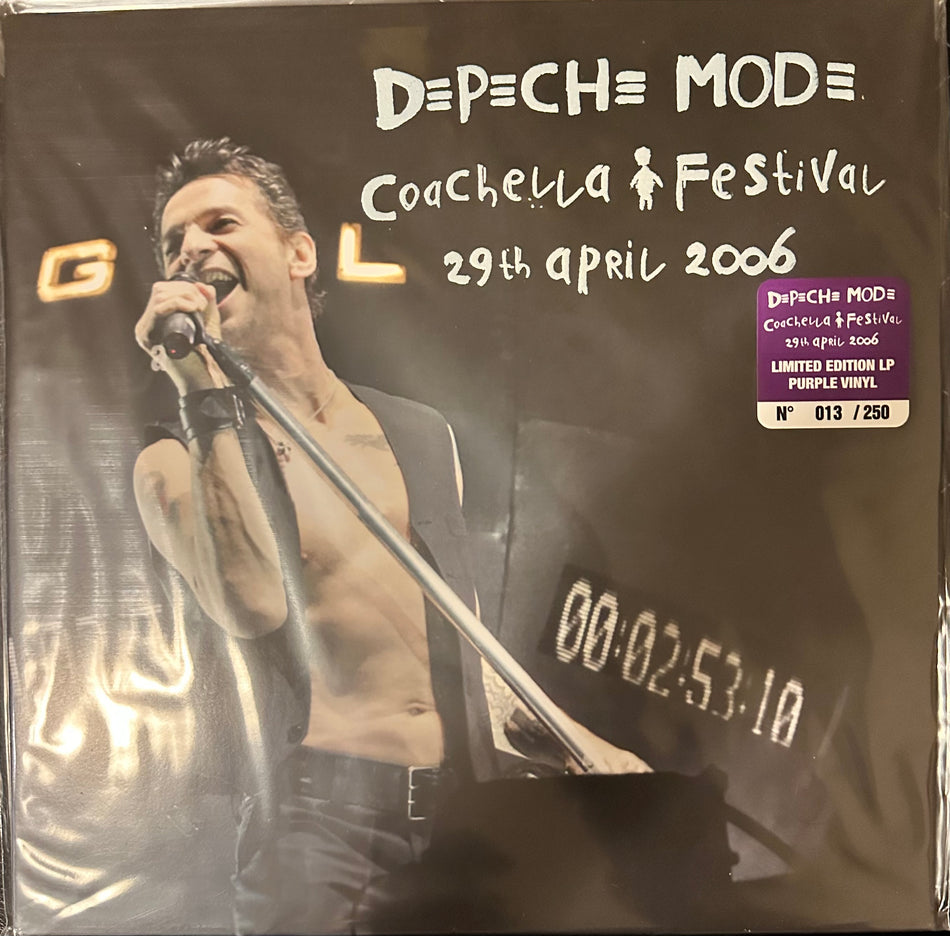 DEPECHE MODE
Coachella Festival
29th april 2006
G L
DEPECHE MODE
Coachella Festival
29th april 2006
LIMITED EDITION LP
PURPLE VINYL
N° 013 / 250
00:02:53:10